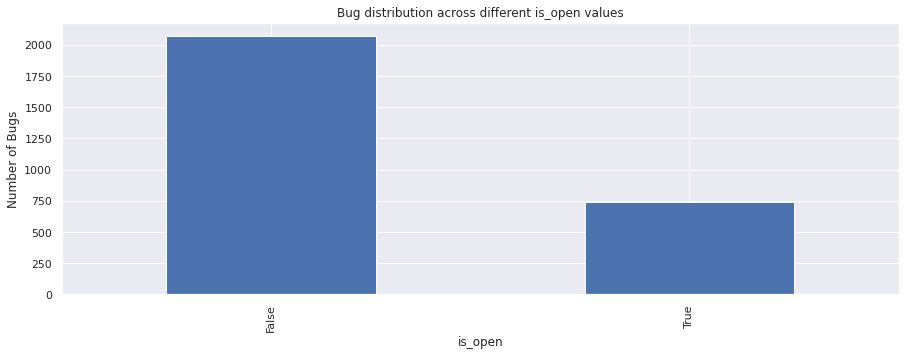 Bug distribution across different is_open values
Number of Bugs
2000
1750
1500
1250
1000
750
500
250
0
False
True
is_open